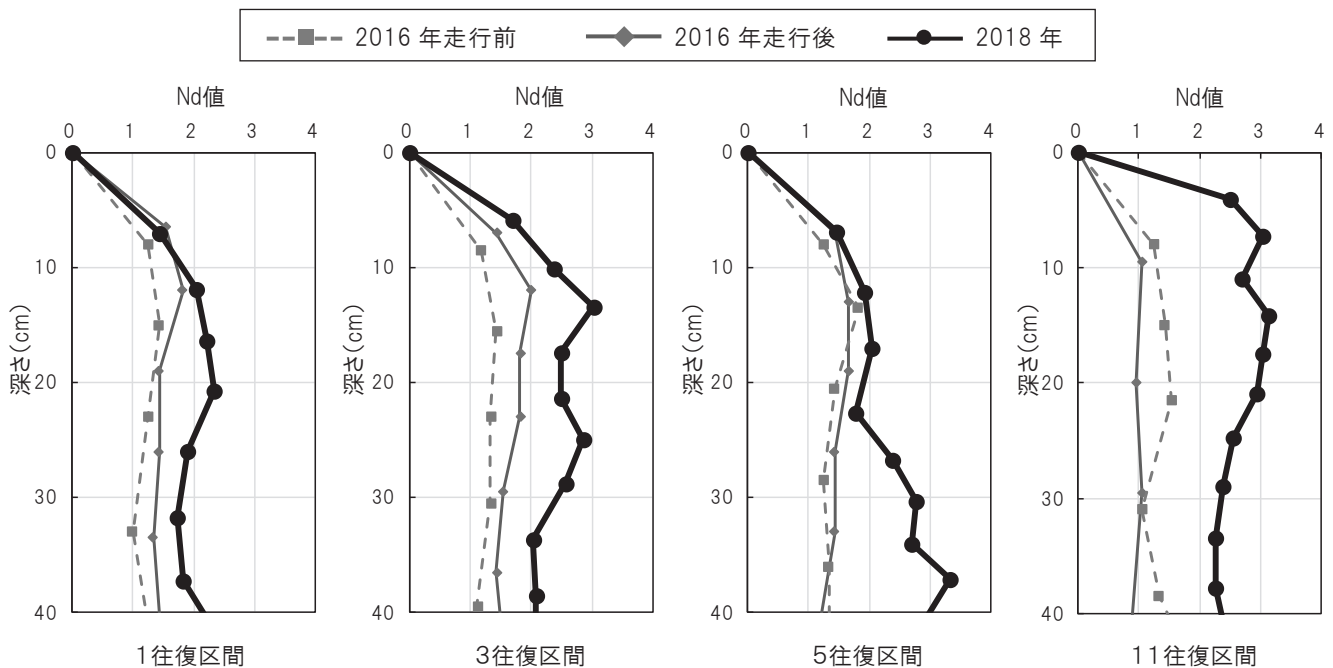 2016 年走行前 2016 年走行後 2018 年
Nd値 Nd値 Nd値 Nd値
0 1 2 3 4 0 1 2 3 4 0 1 2 3 4 0 1 2 3 4
0 0 0 0
10 10 10 10
深さ(cm) 深さ(cm) 深さ(cm) 深さ(cm)
20 20 20 20
30 30 30 30
40 40 40 40
1往復区間 3往復区間 5往復区間 11往復区間